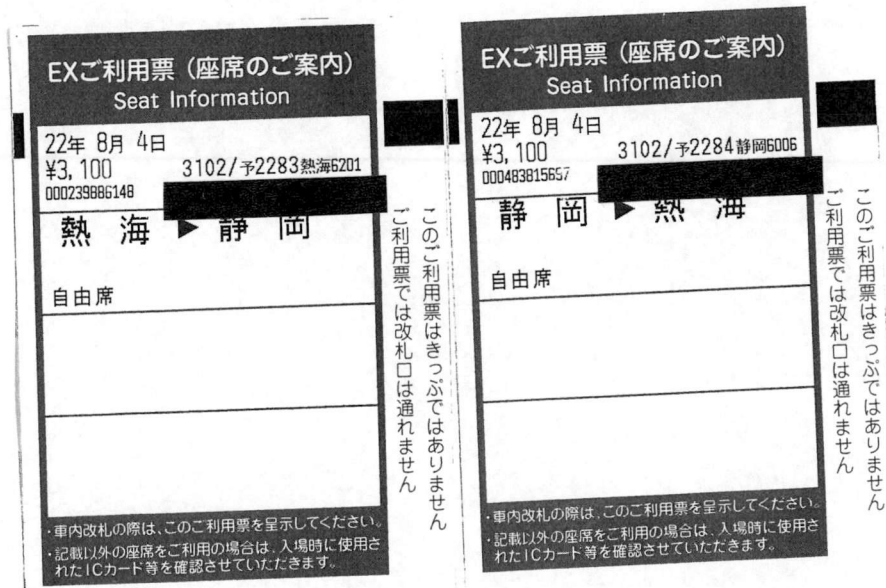 EXご利用票（座席のご案内）
Seat Information
22年 8月 4日
¥3,100 3102/予2283熱海6201
000239886148
熱海▶静岡
自由席
・車内改札の際は、このご利用票を呈示してください。
・記載以外の座席をご利用の場合は、入場時に使用さ
れたICカード等を確認させていただきます。
このご利用票はきっぷではありません
ご利用票では改札口は通れません
EXご利用票（座席のご案内）
Seat Information
22年 8月 4日
¥3,100 3102/予2284静岡6006
000483815657
静岡▶熱海
自由席
・車内改札の際は、このご利用票を呈示してください。
・記載以外の座席をご利用の場合は、入場時に使用さ
れたICカード等を確認させていただきます。
このご利用票はきっぷではありません
ご利用票では改札口は通れません